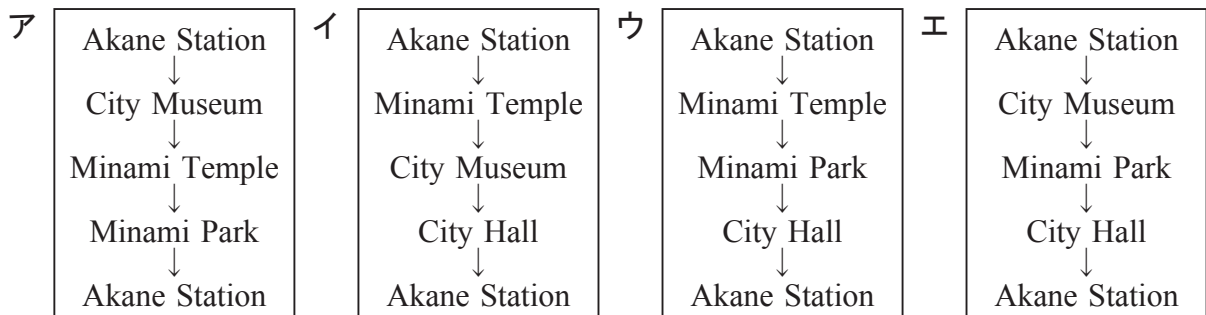 ア
Akane Station
↓
City Museum
↓
Minami Temple
↓
Minami Park
↓
Akane Station
イ
Akane Station
↓
Minami Temple
↓
City Museum
↓
City Hall
↓
Akane Station
ウ
Akane Station
↓
Minami Temple
↓
Minami Park
↓
City Hall
↓
Akane Station
エ
Akane Station
↓
City Museum
↓
Minami Park
↓
City Hall
↓
Akane Station